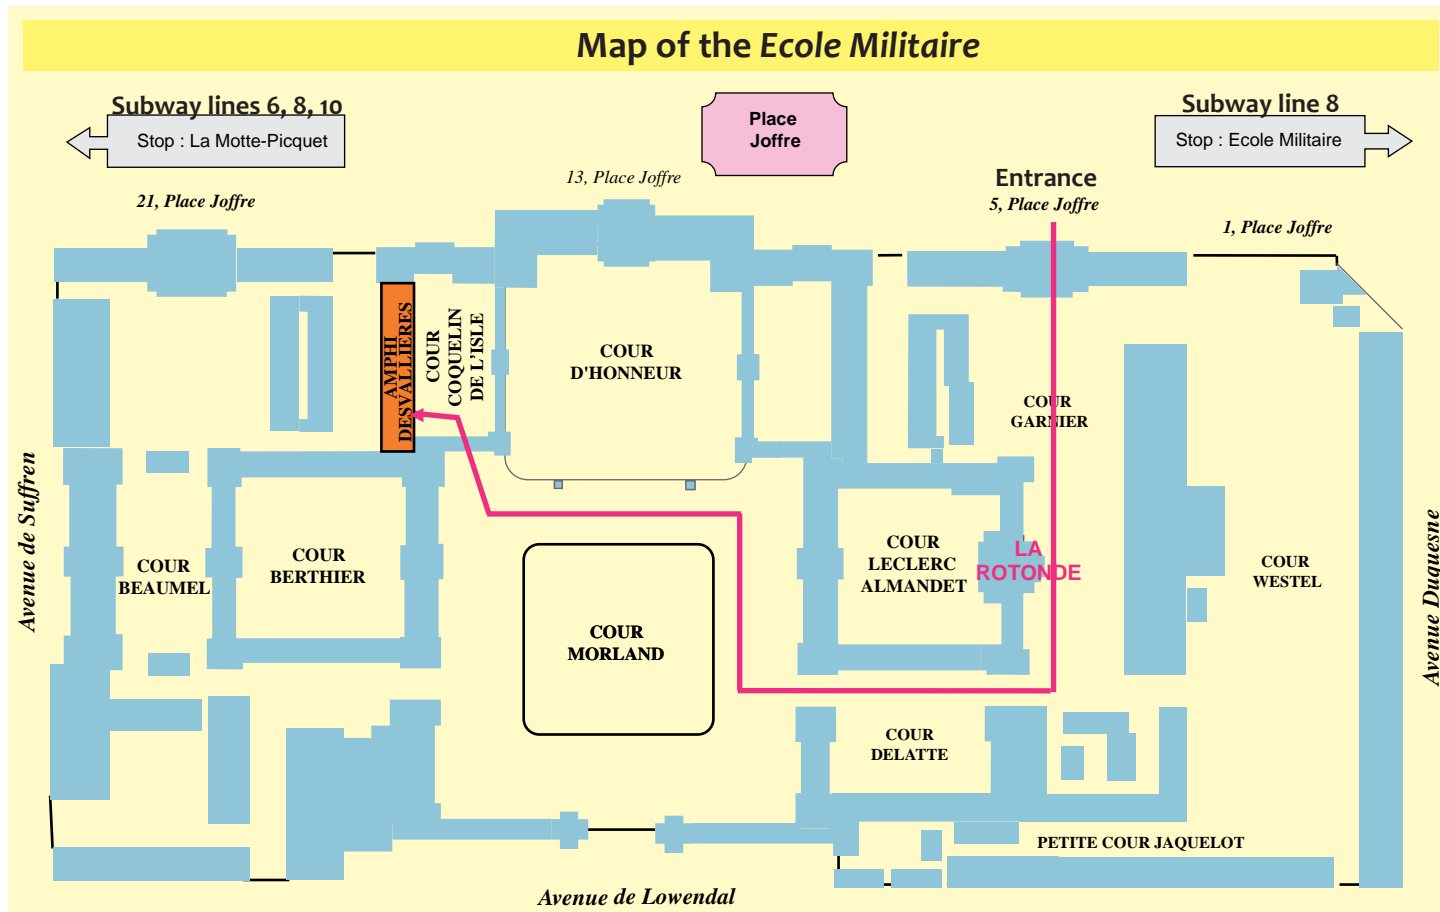 Map of the Ecole Militaire
Subway lines 6, 8, 10
Stop : La Motte-Picquet
Place
Joffre
Subway line 8
Stop : Ecole Militaire
21, Place Joffre
13, Place Joffre
Entrance
5, Place Joffre
1, Place Joffre
AMPHI
DESVALLIERES
COUR
COQUELIN
DE L'ISLE
COUR
D'HONNEUR
COUR
GARNIER
Avenue de Suffren
COUR
BEAUMEL
COUR
BERTHIER
COUR
LECLERC
ALMANDET
LA
ROTONDE
COUR
WESTEL
Avenue Duquesne
COUR
MORLAND
COUR
DELATTE
PETITE COUR JAQUELOT
Avenue de Lowendal